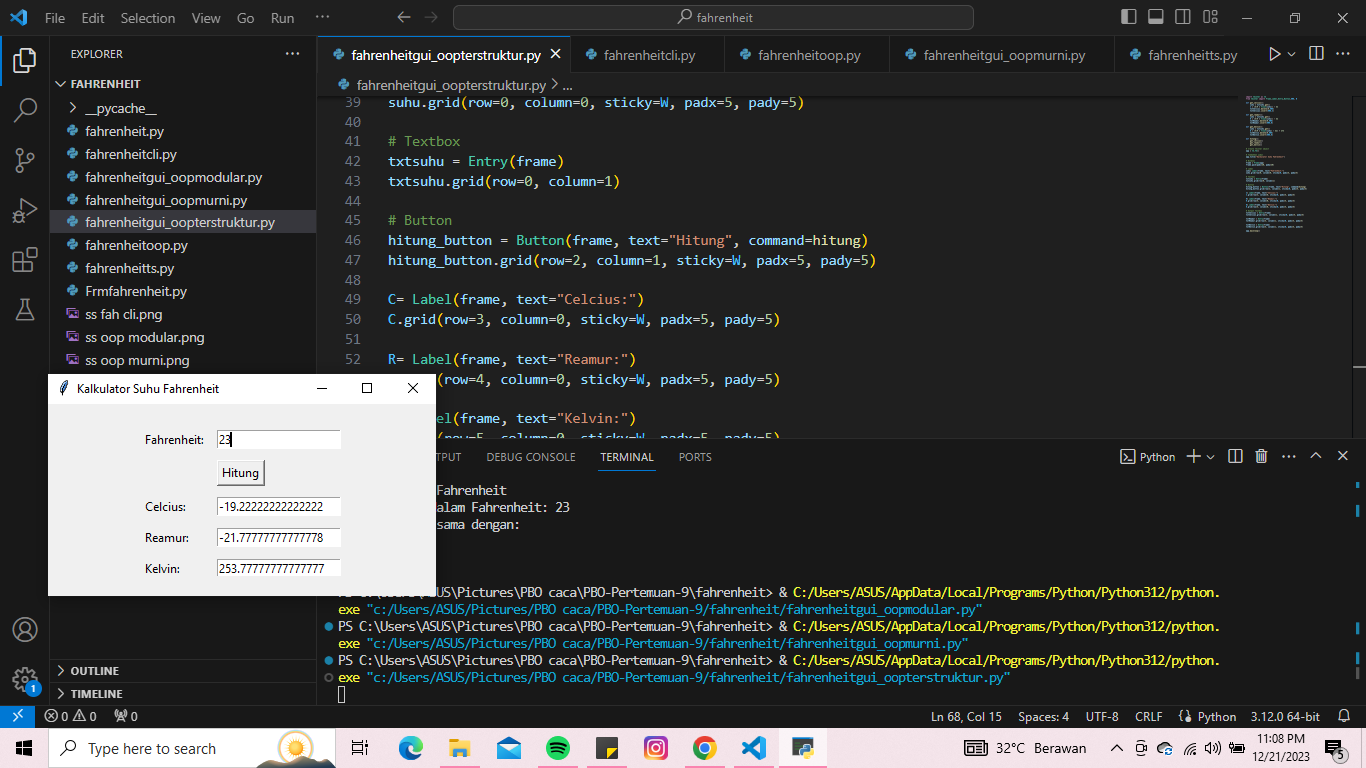 File Edit Selection View Go Run ··· fahrenheit
EXPLORER ···
FAHRENHEIT
__pycache__
fahrenheit.py
fahrenheitcli.py
fahrenheitgui_oopmodular.py
fahrenheitgui_oopmurni.py
fahrenheitgui_oopterstruktur.py
fahrenheitoop.py
fahrenheitts.py
Frmfahrenheit.py
ss fah cli.png
ss oop modular.png
ss oop murni.png
OUTLINE
TIMELINE
fahrenheitgui_oopterstruktur.py fahrenheitcli.py fahrenheitoop.py fahrenheitgui_oopmurni.py fahrenheitts.py
fahrenheitgui_oopterstruktur.py > ...
39 suhu.grid(row=0, column=0, sticky=W, padx=5, pady=5)
40
41 # Textbox
42 txtsuhu = Entry(frame)
43 txtsuhu.grid(row=0, column=1)
44
45 # Button
46 hitung_button = Button(frame, text="Hitung", command=hitung)
47 hitung_button.grid(row=2, column=1, sticky=W, padx=5, pady=5)
48
49 C= Label(frame, text="Celcius:")
50 C.grid(row=3, column=0, sticky=W, padx=5, pady=5)
51
52 R= Label(frame, text="Reamur:")
(row=4, column=0, sticky=W, padx=5, pady=5)
el(frame, text="Kelvin:")
(row=5, column=0, sticky=W, padx=5, pady=5)
Kalkulator Suhu Fahrenheit
Fahrenheit: 23
Hitung
Celcius: -19.22222222222222
Reamur: -21.77777777777778
Kelvin: 253.77777777777777
TPUT DEBUG CONSOLE TERMINAL PORTS Python
Fahrenheit
alam Fahrenheit: 23
sama dengan:
PS C:\Users\ASUS\Pictures\PBO caca\PBO-Pertemuan-9\fahrenheit> & C:/Users/ASUS/AppData/Local/Programs/Python/Python312/python.
exe "c:/Users/ASUS/Pictures/PBO caca/PBO-Pertemuan-9/fahrenheit/fahrenheitgui_oopmodular.py"
PS C:\Users\ASUS\Pictures\PBO caca\PBO-Pertemuan-9\fahrenheit> & C:/Users/ASUS/AppData/Local/Programs/Python/Python312/python.
exe "c:/Users/ASUS/Pictures/PBO caca/PBO-Pertemuan-9/fahrenheit/fahrenheitgui_oopmurni.py"
PS C:\Users\ASUS\Pictures\PBO caca\PBO-Pertemuan-9\fahrenheit> & C:/Users/ASUS/AppData/Local/Programs/Python/Python312/python.
exe "c:/Users/ASUS/Pictures/PBO caca/PBO-Pertemuan-9/fahrenheit/fahrenheitgui_oopterstruktur.py"
1
0 0 0 Ln 68, Col 15 Spaces: 4 UTF-8 CRLF Python 3.12.0 64-bit
Type here to search 32°C Berawan 11:08 PM
12/21/2023 5